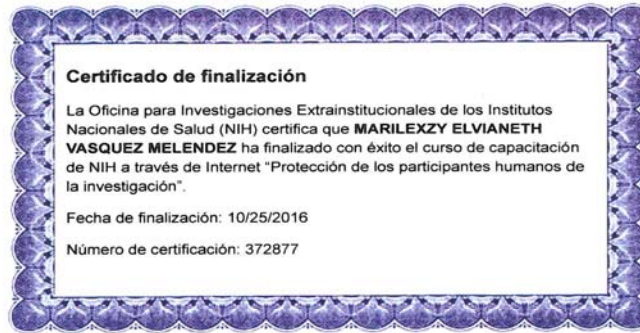 Certificado de finalización
La Oficina para Investigaciones Extrainstitucionales de los Institutos
Nacionales de Salud (NIH) certifica que MARILEXZY ELVIANETH
VASQUEZ MELENDEZ ha finalizado con éxito el curso de capacitación
de NIH a través de Internet “Protección de los participantes humanos de
la investigación”.
Fecha de finalización: 10/25/2016
Número de certificación: 372877